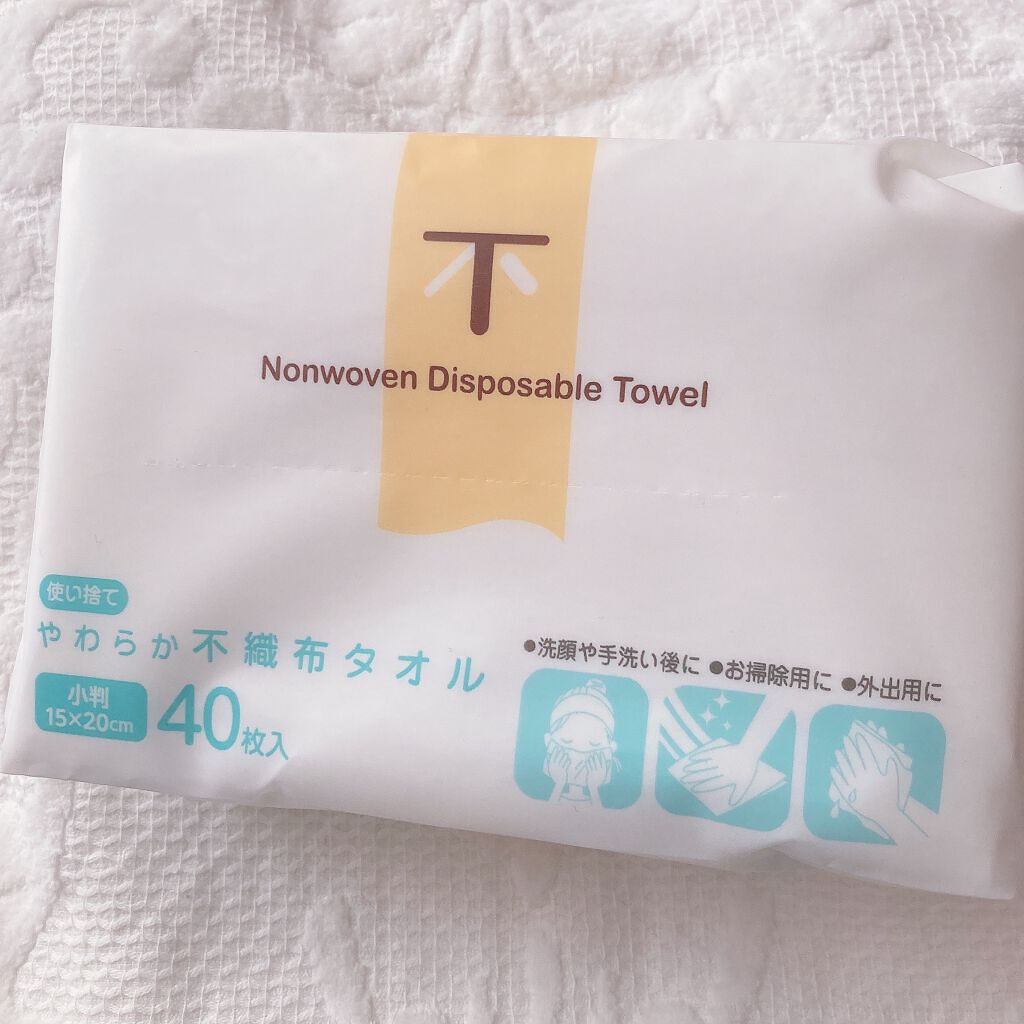 不
Nonwoven Disposable Towel
使い捨て
やわらか不織布タオル
小判
15×20cm
40枚入
●洗顔や手洗い後に ●お掃除用に ●外出用に